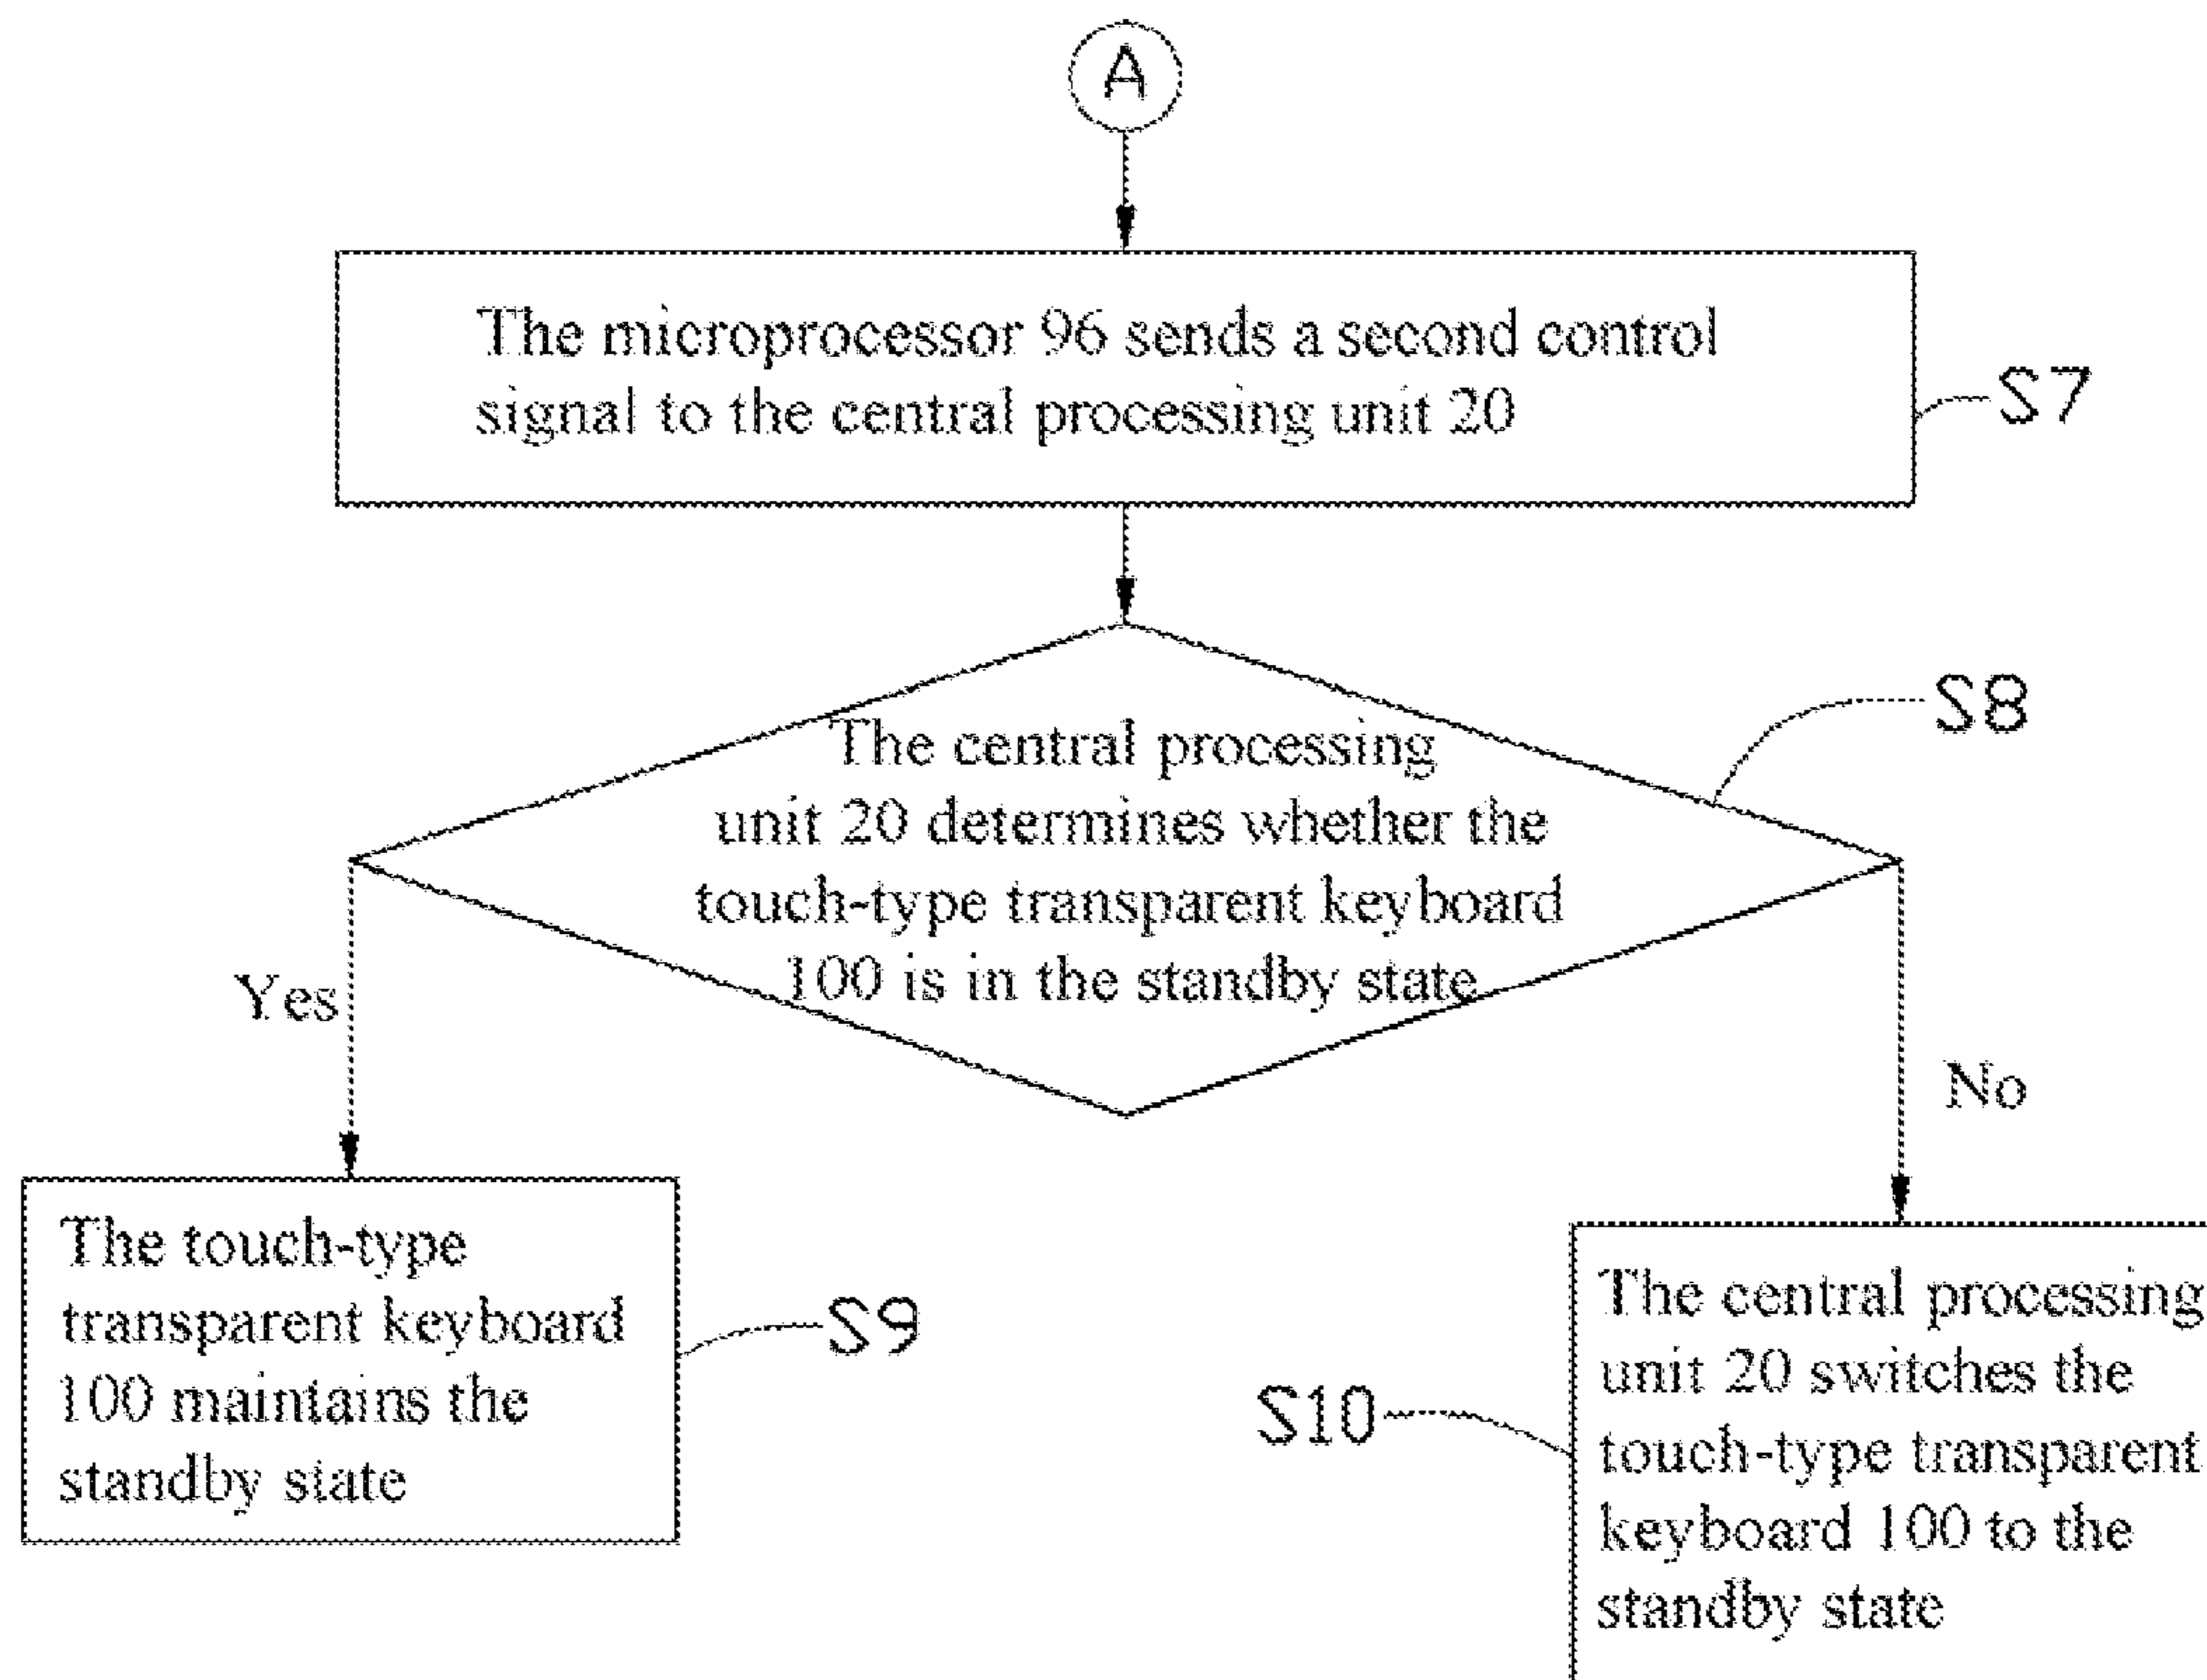 A
The microprocessor 96 sends a second control
signal to the central processing unit 20
S7
The central processing
unit 20 determines whether the
touch-type transparent keyboard
100 is in the standby state
S8
Yes
No
The touch-type
transparent keyboard
100 maintains the
standby state
S9
The central processing
unit 20 switches the
touch-type transparent
keyboard 100 to the
standby state
S10